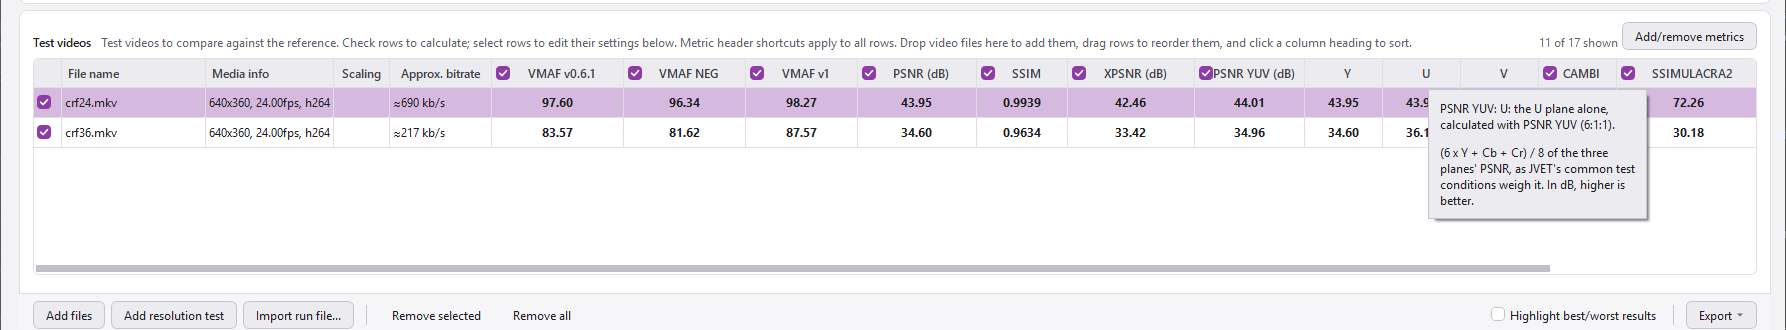 Test videos Test videos to compare against the reference. Check rows to calculate; select rows to edit their settings below. Metric header shortcuts apply to all rows. Drop video files here to add them, drag rows to reorder them, and click a column heading to sort. 11 of 17 shown Add/remove metrics
File name Media info Scaling Approx. bitrate VMAF v0.6.1 VMAF NEG VMAF v1 PSNR (dB) SSIM XPSNR (dB) PSNR YUV (dB) Y U V CAMBI SSIMULACRA2
crf24.mkv 640x360, 24.00fps, h264 ≈690 kb/s 97.60 96.34 98.27 43.95 0.9939 42.46 44.01 43.95 43.9 72.26
crf36.mkv 640x360, 24.00fps, h264 ≈217 kb/s 83.57 81.62 87.57 34.60 0.9634 33.42 34.96 34.60 36.1 30.18
PSNR YUV: U: the U plane alone,
calculated with PSNR YUV (6:1:1).
(6 x Y + Cb + Cr) / 8 of the three
planes' PSNR, as JVET's common test
conditions weigh it. In dB, higher is
better.
Add files Add resolution test Import run file... Remove selected Remove all Highlight best/worst results Export